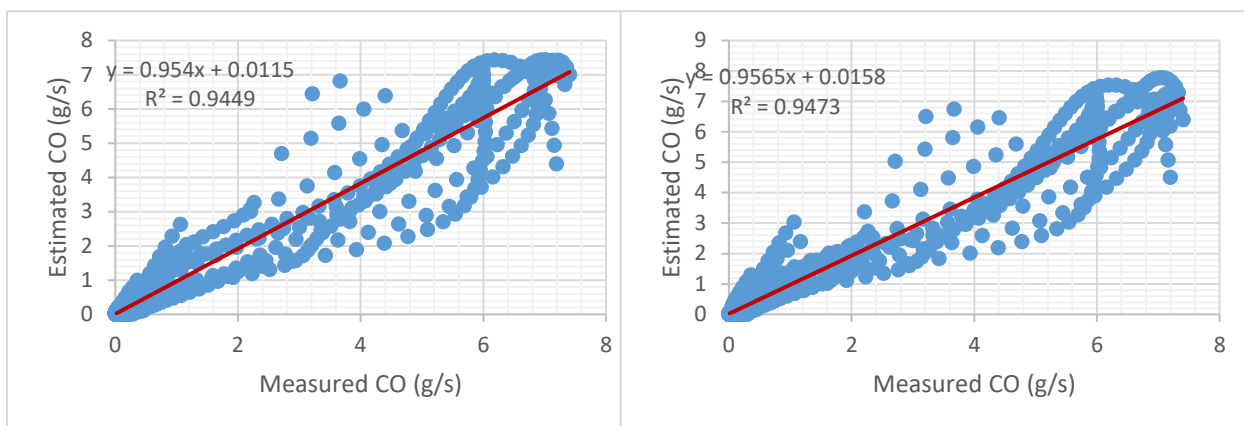 Estimated CO (g/s)
8
7
6
5
4
3
2
1
0
y = 0.954x + 0.0115
R² = 0.9449
0 2 4 6 8
Measured CO (g/s)
Estimated CO (g/s)
9
8
7
6
5
4
3
2
1
0
y = 0.9565x + 0.0158
R² = 0.9473
0 2 4 6 8
Measured CO (g/s)